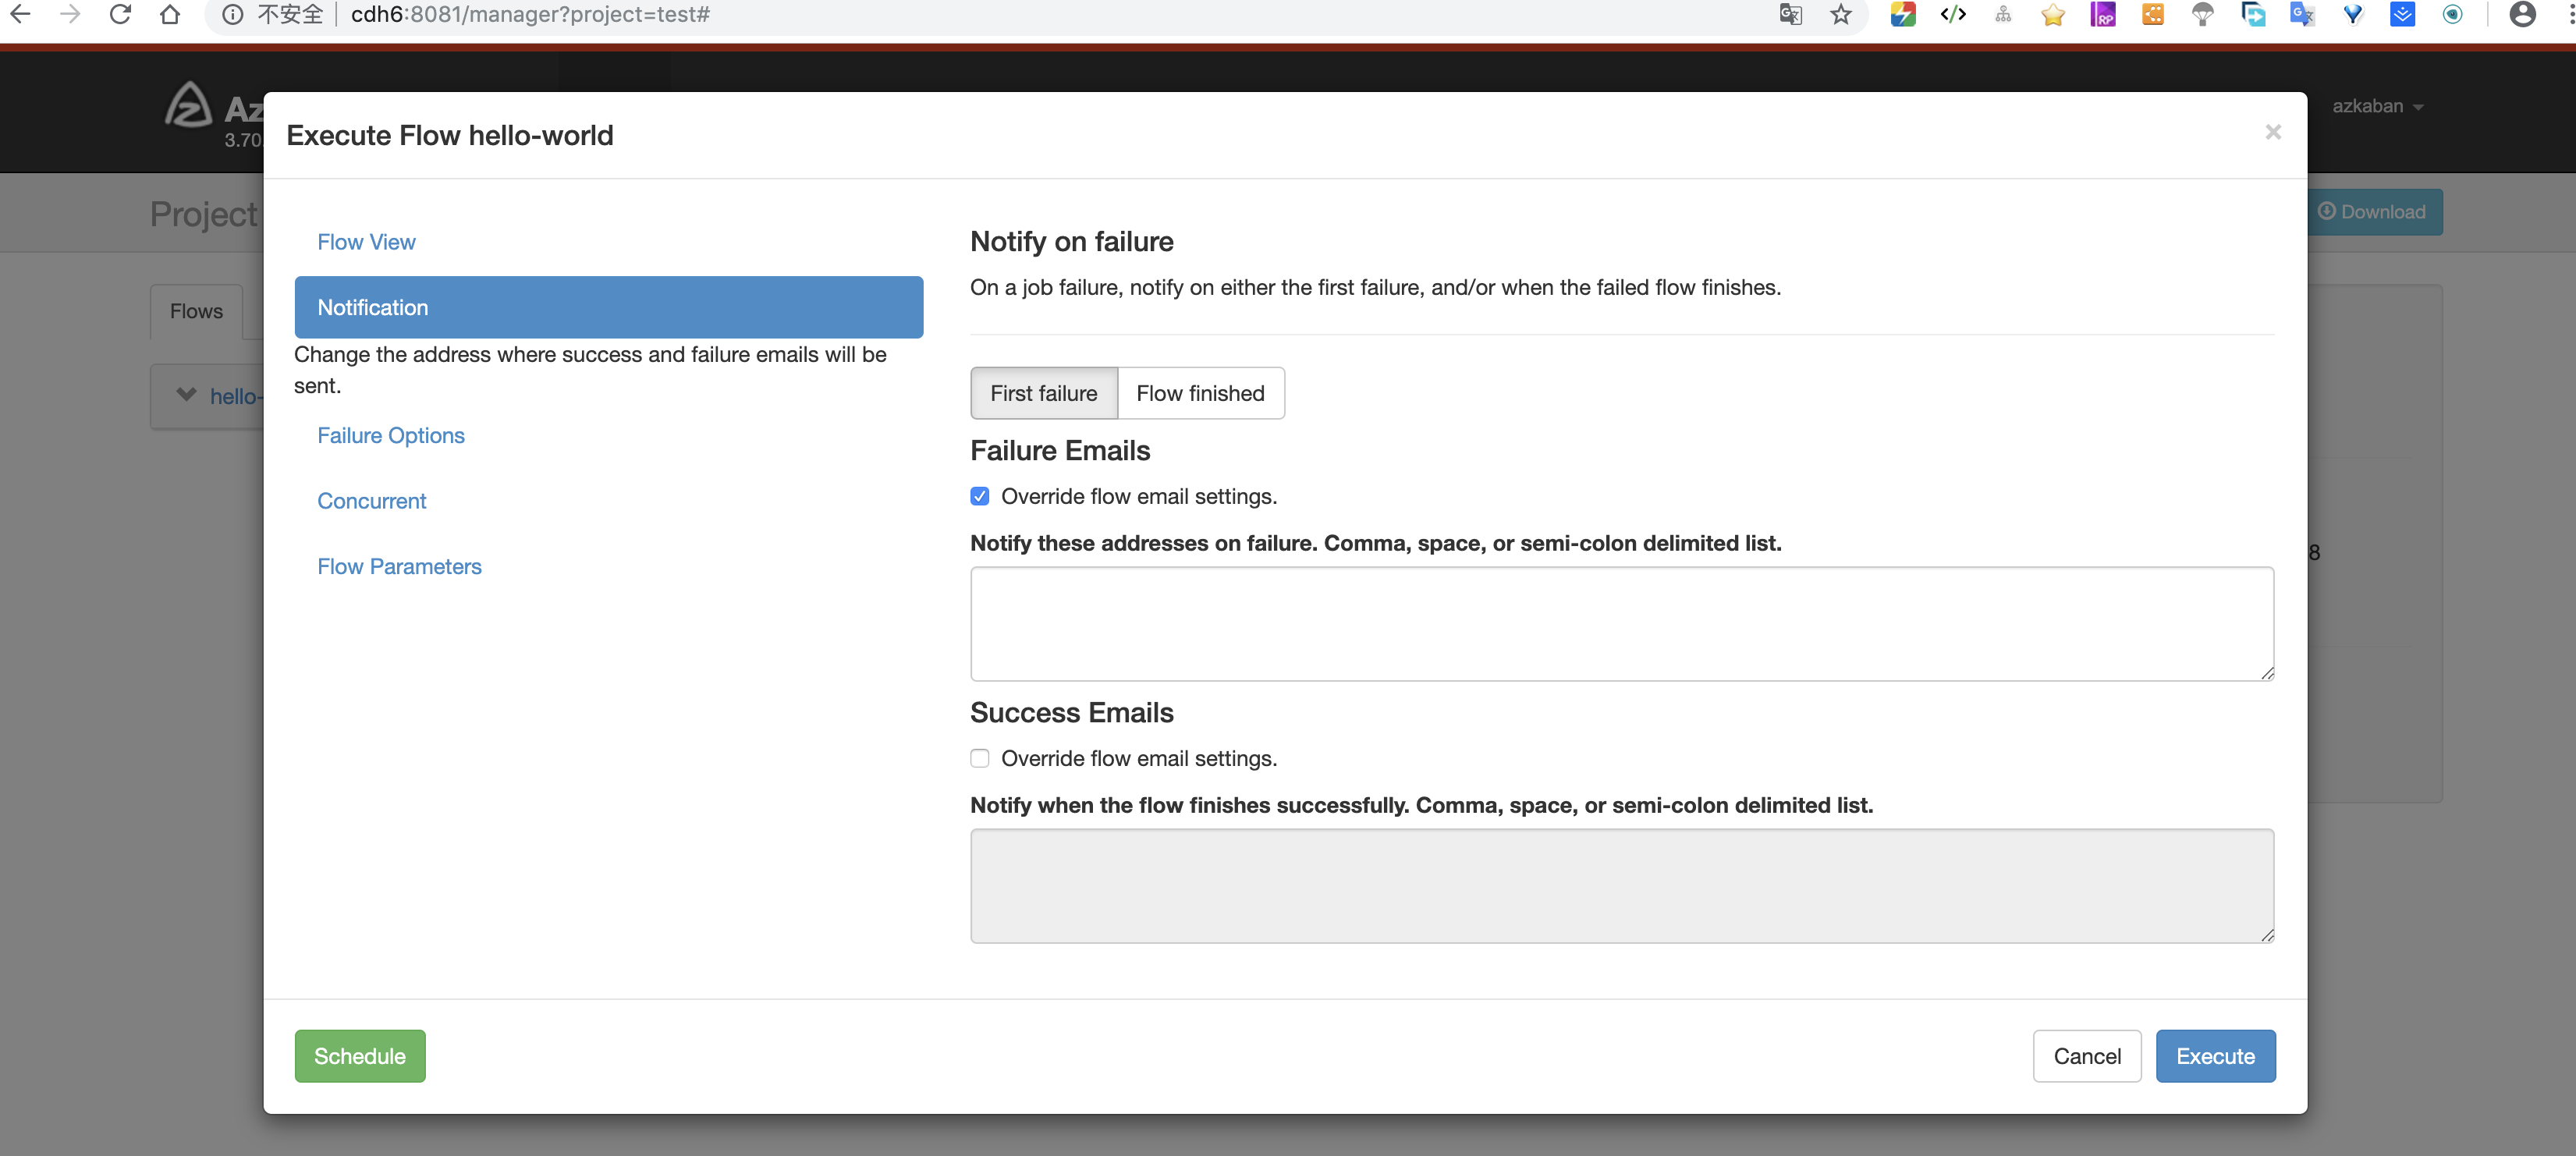 不安全 cdh6:8081/manager?project=test#
Az
3.70.
azkaban
Execute Flow hello-world
×
Project
Download
Flows
hello-
8
Flow View
Notification
Change the address where success and failure emails will be
sent.
Failure Options
Concurrent
Flow Parameters
Notify on failure
On a job failure, notify on either the first failure, and/or when the failed flow finishes.
First failure Flow finished
Failure Emails
Override flow email settings.
Notify these addresses on failure. Comma, space, or semi-colon delimited list.
Success Emails
Override flow email settings.
Notify when the flow finishes successfully. Comma, space, or semi-colon delimited list.
Schedule
Cancel
Execute